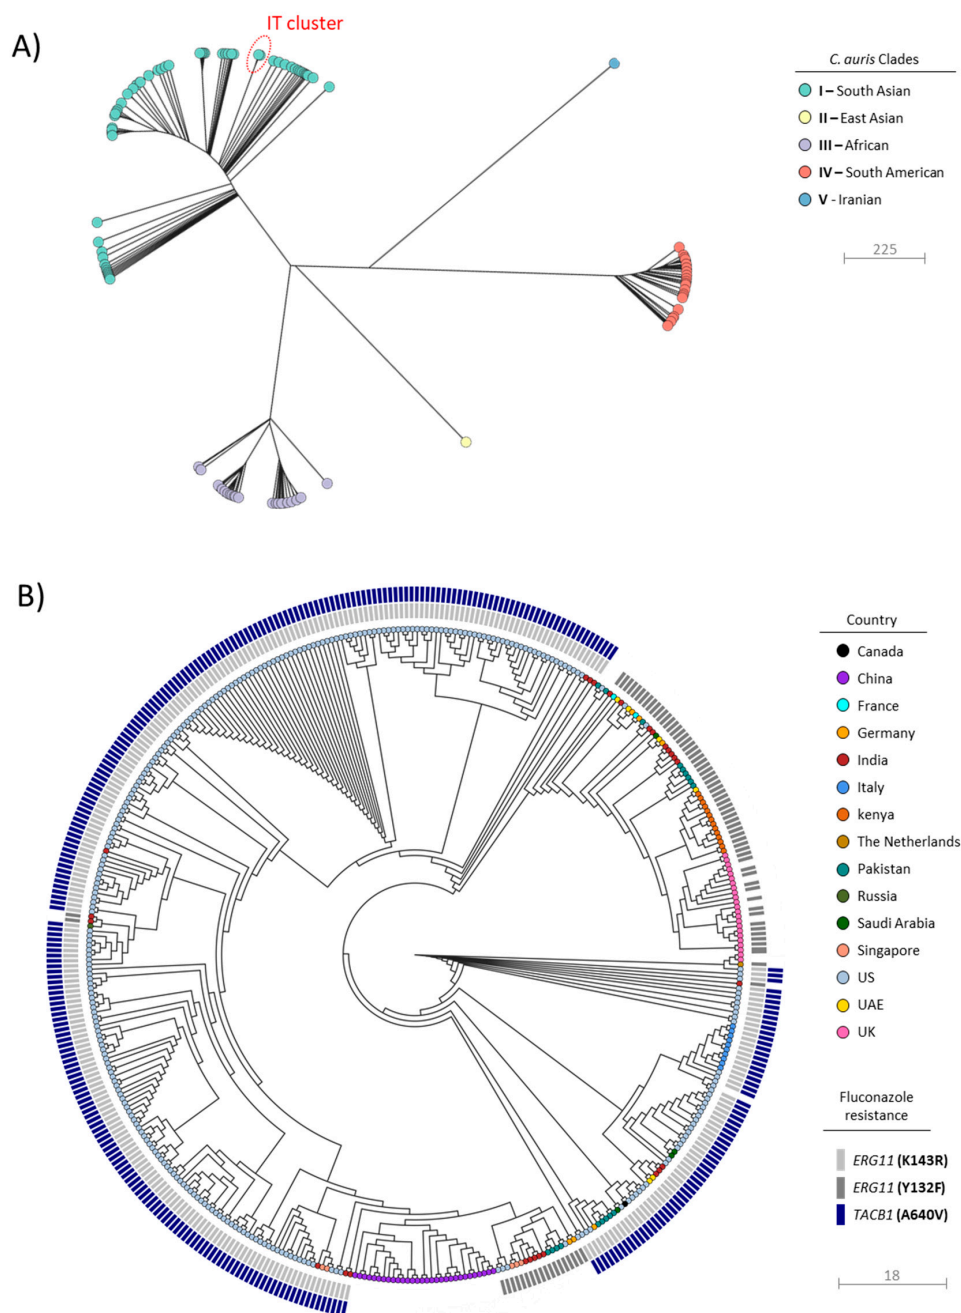 A)
IT cluster
C. auris Clades
I – South Asian
II – East Asian
III – African
IV – South American
V - Iranian
225
B)
Country
Canada
China
France
Germany
India
Italy
kenya
The Netherlands
Pakistan
Russia
Saudi Arabia
Singapore
US
UAE
UK
Fluconazole
resistance
ERG11 (K143R)
ERG11 (Y132F)
TACB1 (A640V)
18